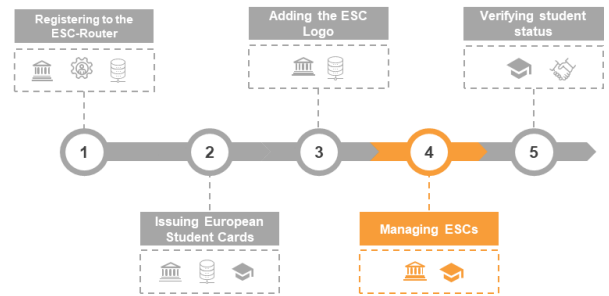 Registering to the
ESC-Router
Adding the ESC
Logo
Verifying student
status
1
2
3
4
5
Issuing European
Student Cards
Managing ESCs